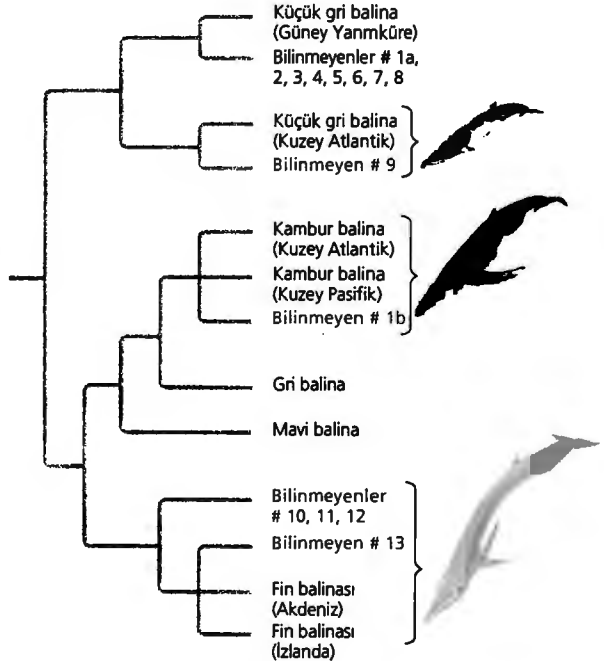 Küçük gri balina
(Güney Yarımküre)
Bilinmeyenler # 1a,
2, 3, 4, 5, 6, 7, 8
Küçük gri balina
(Kuzey Atlantik)
Bilinmeyen # 9
Kambur balina
(Kuzey Atlantik)
Kambur balina
(Kuzey Pasifik)
Bilinmeyen # 1b
Gri balina
Mavi balina
Bilinmeyenler
# 10, 11, 12
Bilinmeyen # 13
Fin balinası
(Akdeniz)
Fin balinası
(İzlanda)